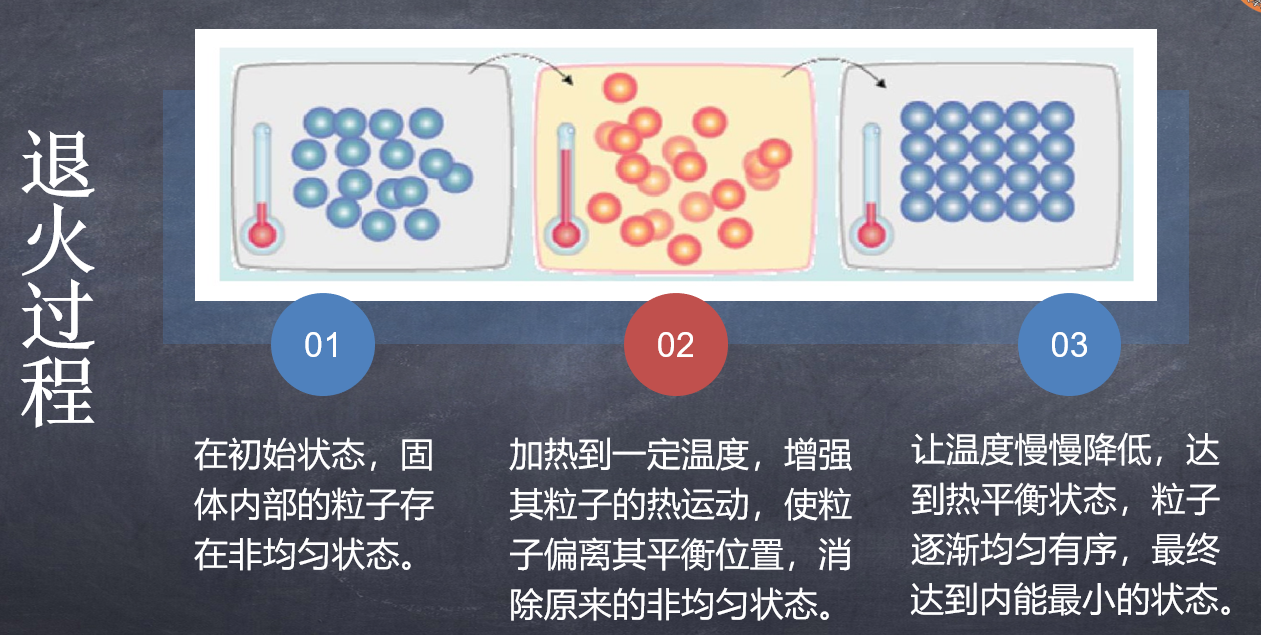 退火过程
01
在初始状态，固
体内部的粒子存
在非均匀状态。
02
加热到一定温度，增强
其粒子的热运动，使粒
子偏离其平衡位置，消
除原来的非均匀状态。
03
让温度慢慢降低，达
到热平衡状态，粒子
逐渐均匀有序，最终
达到内能最小的状态。